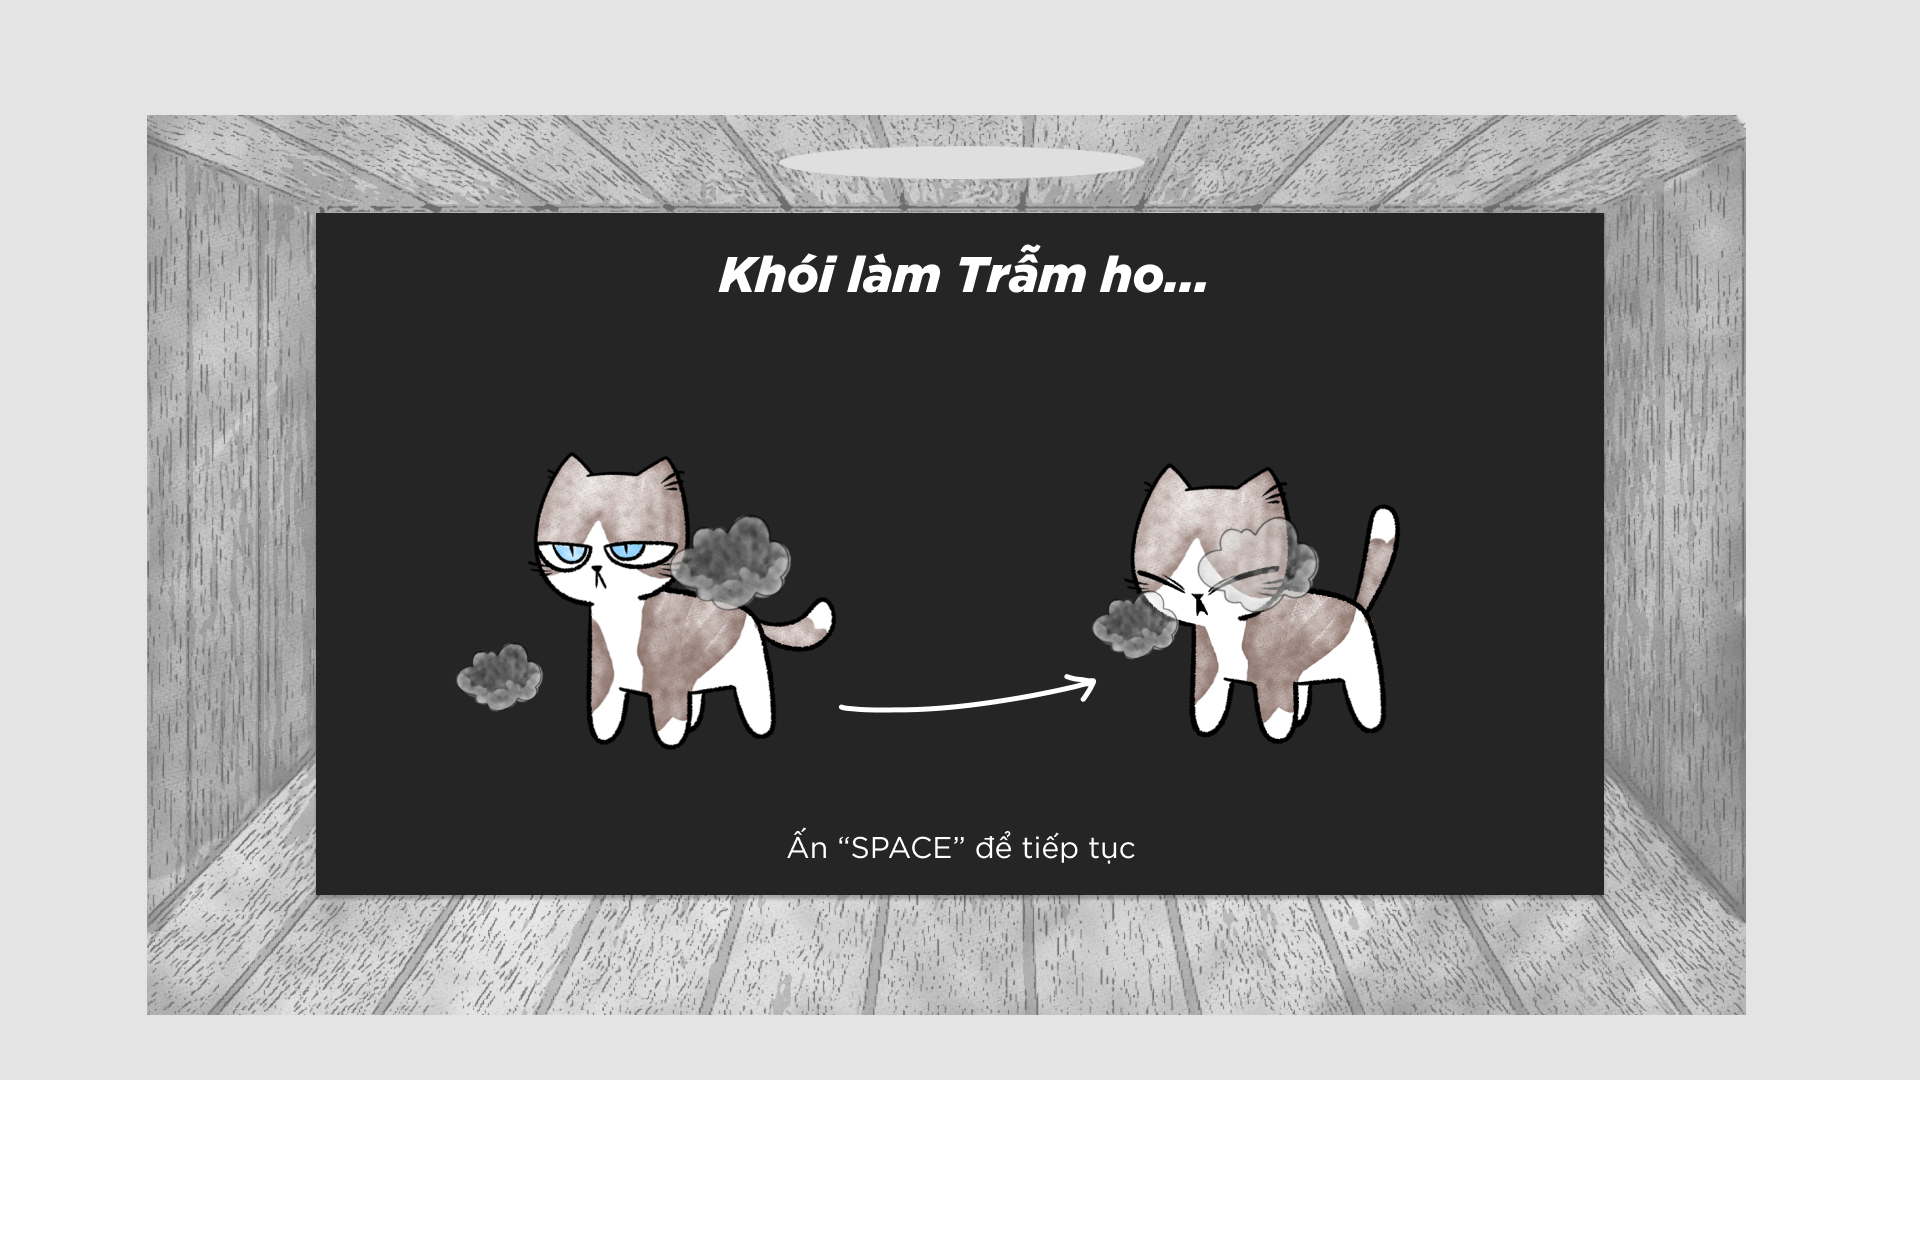 Khói làm Trẫm ho...
Ấn “SPACE” để tiếp tục